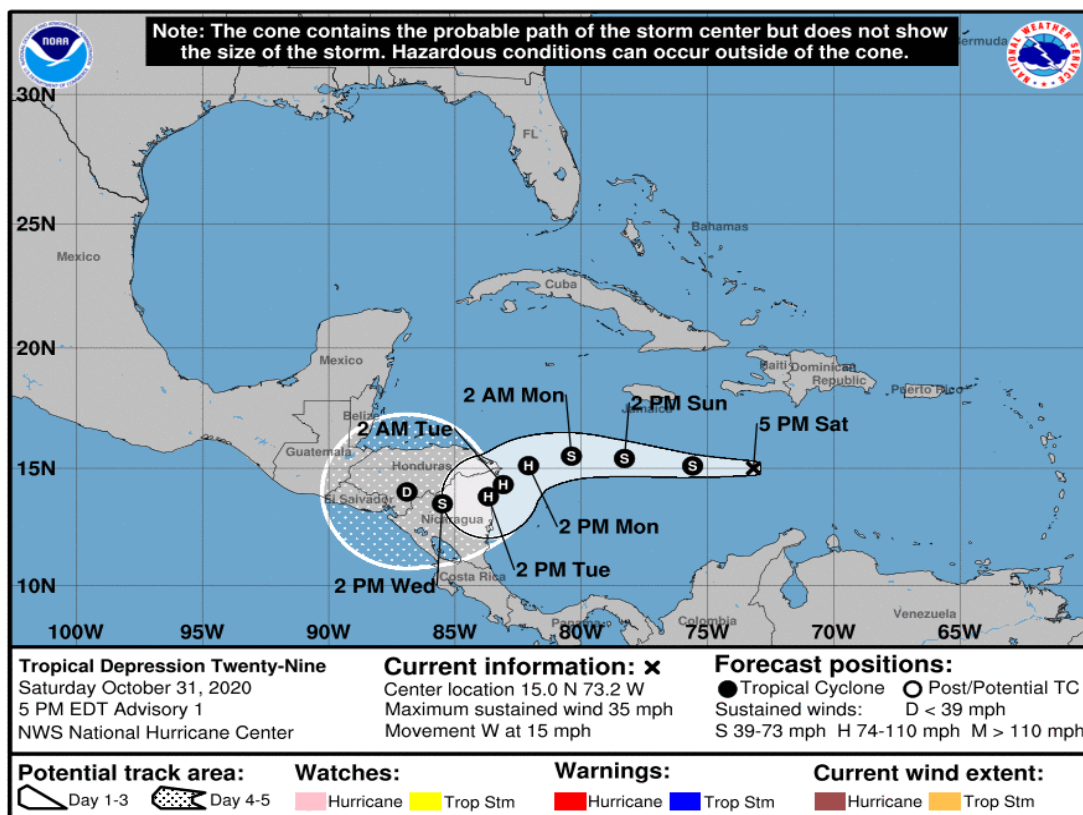 Note: The cone contains the probable path of the storm center but does not show
the size of the storm. Hazardous conditions can occur outside of the cone.
NOAA
NATIONAL WEATHER SERVICE
Bermuda
30N
FL
25N
Mexico
Bahamas
Cuba
20N
Mexico
Haiti
Dominican
Republic
Puerto Rico
Jamaica
Belize
2 AM Mon
2 PM Sun
5 PM Sat
2 AM Tue
Guatemala
15N
Honduras
H
S
S
S
H
D
H
S
El Salvador
Nicaragua
2 PM Mon
2 PM Tue
2 PM Wed
10N
Costa Rica
Panama
Colombia
Venezuela
100W
95W
90W
85W
80W
75W
70W
65W
Tropical Depression Twenty-Nine
Saturday October 31, 2020
5 PM EDT Advisory 1
NWS National Hurricane Center
Current information: x
Center location 15.0 N 73.2 W
Maximum sustained wind 35 mph
Movement W at 15 mph
Forecast positions:
Tropical Cyclone Post/Potential TC
Sustained winds: D < 39 mph
S 39-73 mph H 74-110 mph M > 110 mph
Potential track area:
Day 1-3 Day 4-5
Watches:
Hurricane Trop Stm
Warnings:
Hurricane Trop Stm
Current wind extent:
Hurricane Trop Stm